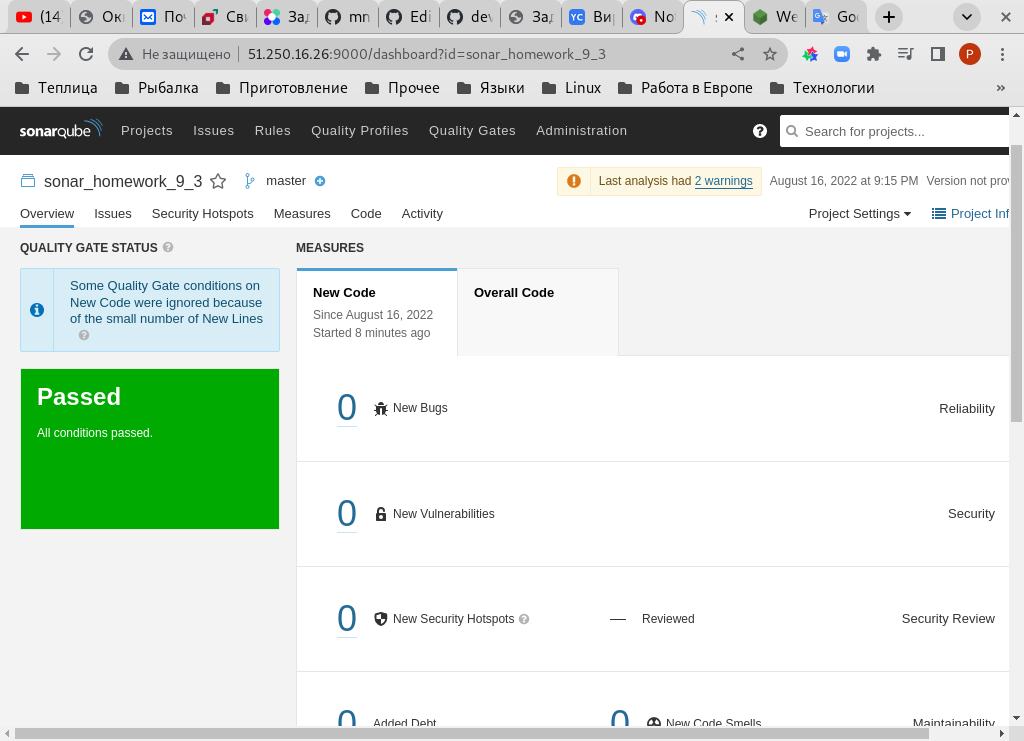 (14 Ок По Сви За mn Edi dev За Ви No s We Goo
Не защищено 51.250.16.26:9000/dashboard?id=sonar_homework_9_3 P
Теплица Рыбалка Приготовление Прочее Языки Linux Работа в Европе Технологии »
sonarqube Projects Issues Rules Quality Profiles Quality Gates Administration Search for projects...
sonar_homework_9_3 master Last analysis had 2 warnings August 16, 2022 at 9:15 PM Version not prov
Overview Issues Security Hotspots Measures Code Activity Project Settings Project Inf
QUALITY GATE STATUS MEASURES
Some Quality Gate conditions on
New Code were ignored because
of the small number of New Lines
Passed
All conditions passed.
New Code Overall Code
Since August 16, 2022
Started 8 minutes ago
0 New Bugs Reliability
0 New Vulnerabilities Security
0 New Security Hotspots — Reviewed Security Review
0 Added Debt 0 New Code Smells Maintainability